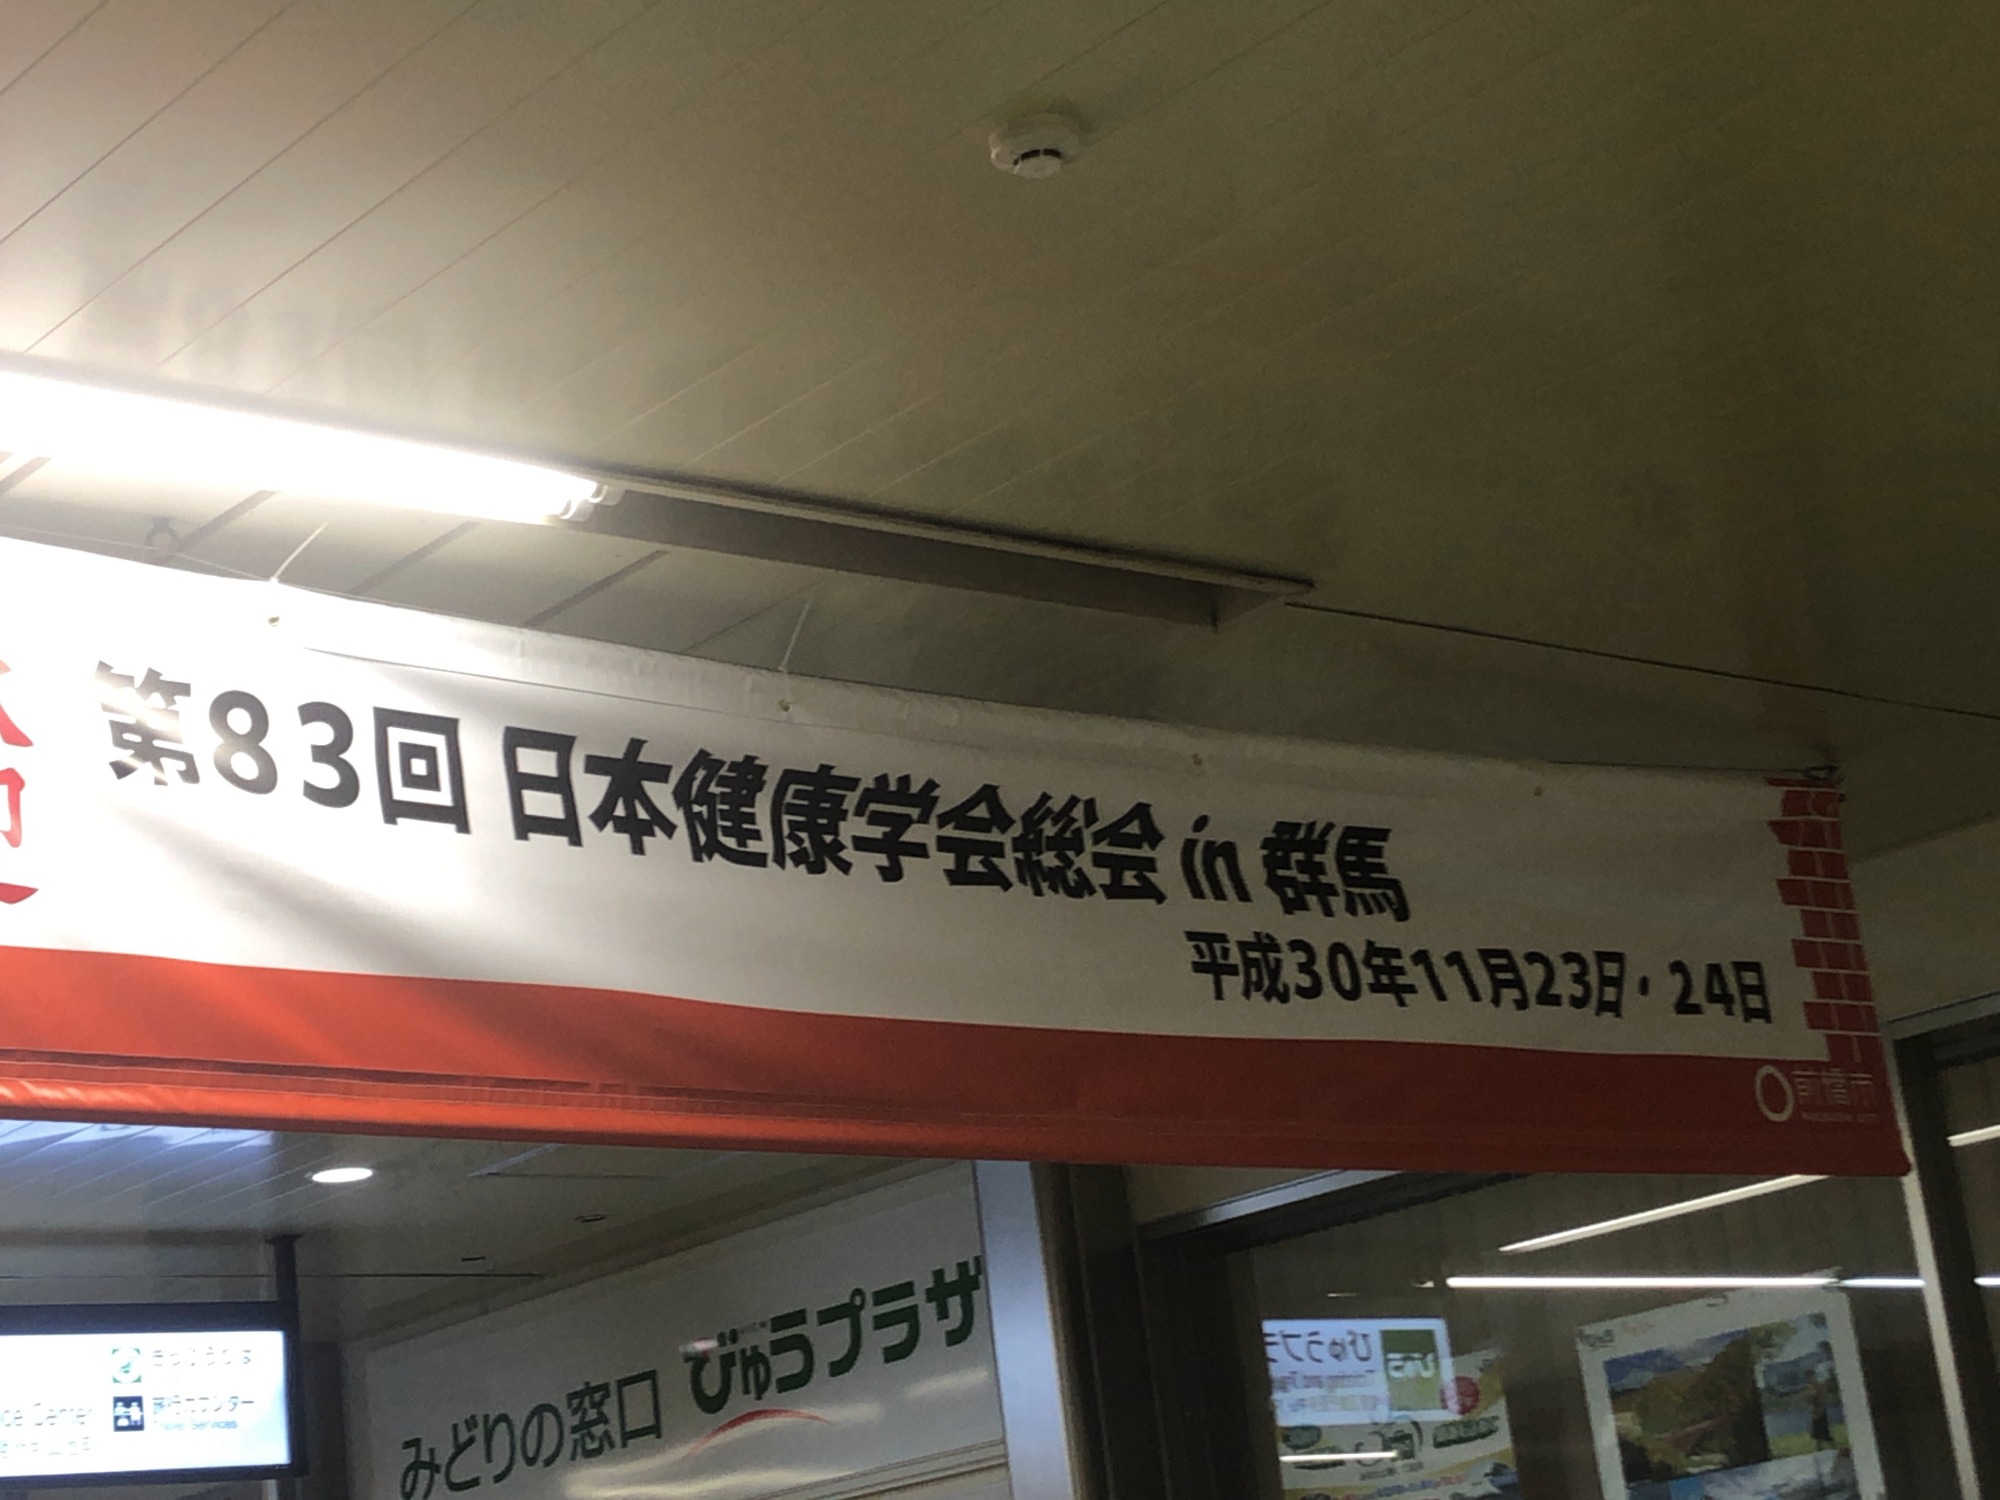 第83回 日本健康学会総会 in 群馬
平成30年11月23日・24日
前橋市
みどりの窓口 びゅうプラザ
旅行カウンター
Travel Services